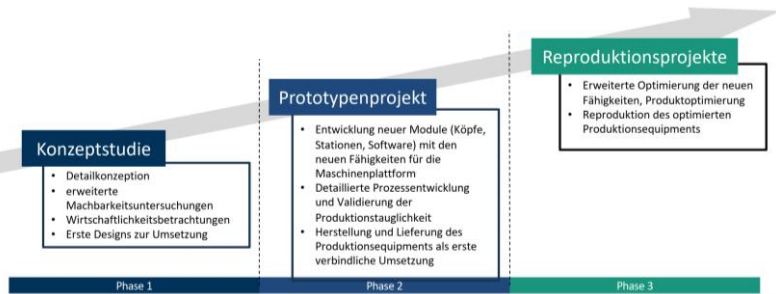 Konzeptstudie
• Detailkonzeption
• erweiterte
Machbarkeitsuntersuchungen
• Wirtschaftlichkeitsbetrachtungen
• Erste Designs zur Umsetzung
Prototypenprojekt
• Entwicklung neuer Module (Köpfe,
Stationen, Software) mit den
neuen Fähigkeiten für die
Maschinenplattform
• Detaillierte Prozessentwicklung
und Validierung der
Produktionstauglichkeit
• Herstellung und Lieferung des
Produktionsequipments als erste
verbindliche Umsetzung
Reproduktionsprojekte
• Erweiterte Optimierung der neuen
Fähigkeiten, Produktoptimierung
• Reproduktion des optimierten
Produktionsequipments
Phase 1
Phase 2
Phase 3